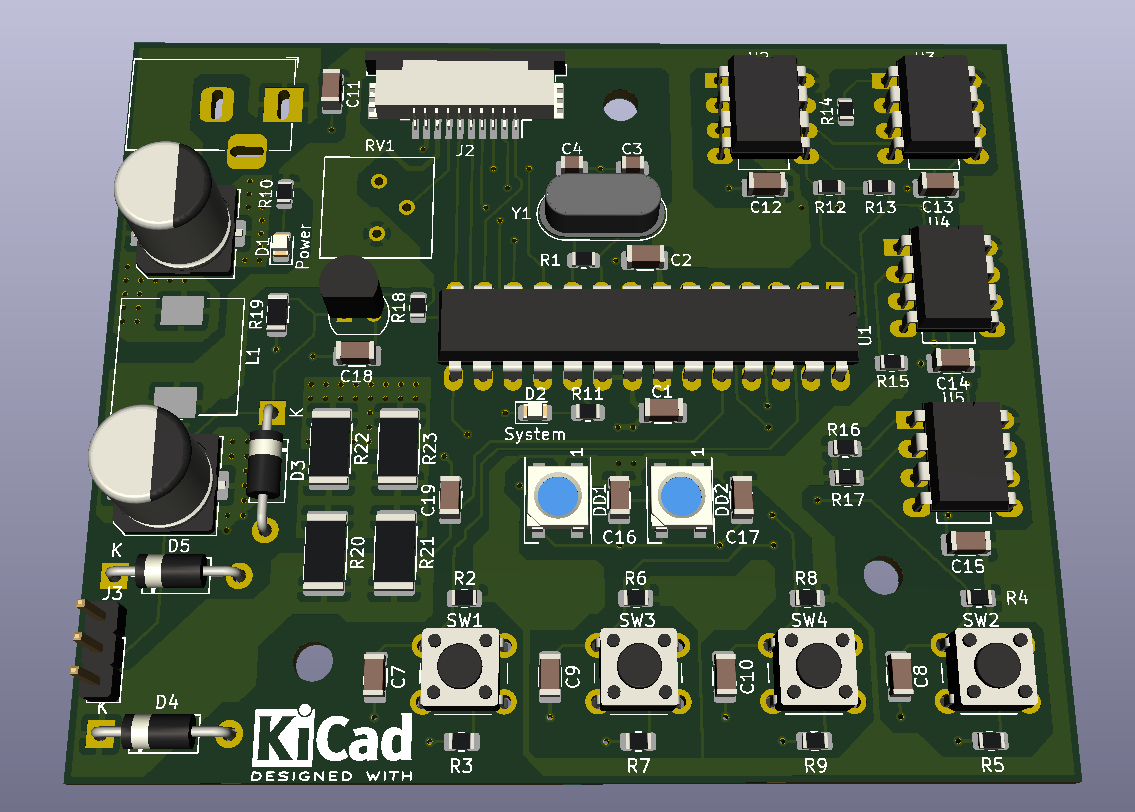 C11
J2
RV1
R10
D1
Power
C4
C3
Y1
R1
C2
R14
C12
R12
R13
C13
U4
R19
L1
R18
C18
U1
R15
C14
U5
D2
System
R11
C1
K
D3
R22
R23
C19
1
DD1
C16
1
DD2
C17
R16
R17
C15
D5
K
J3
R20
R21
R2
SW1
R6
SW3
R8
SW4
R4
SW2
C7
C9
C10
C8
K
D4
KiCad
DESIGNED WITH
R3
R7
R9
R5